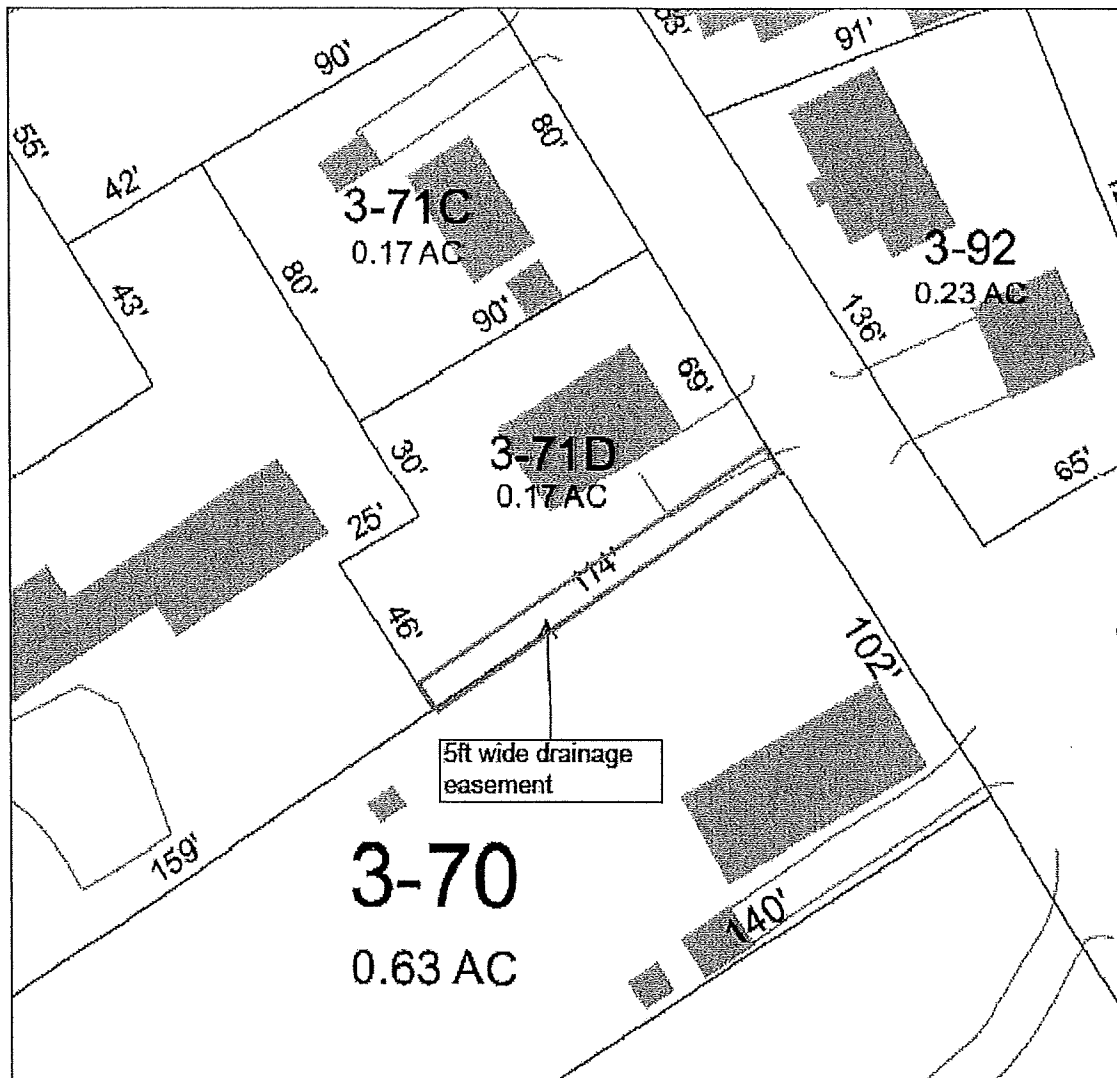 90'
91'
55'
42'
80'
3-71C
0.17 AC
3-92
0.23 AC
43'
80'
90'
136'
69'
30'
3-71D
0.17 AC
65'
25'
114'
46'
102'
5ft wide drainage
easement
159'
3-70
0.63 AC
140'